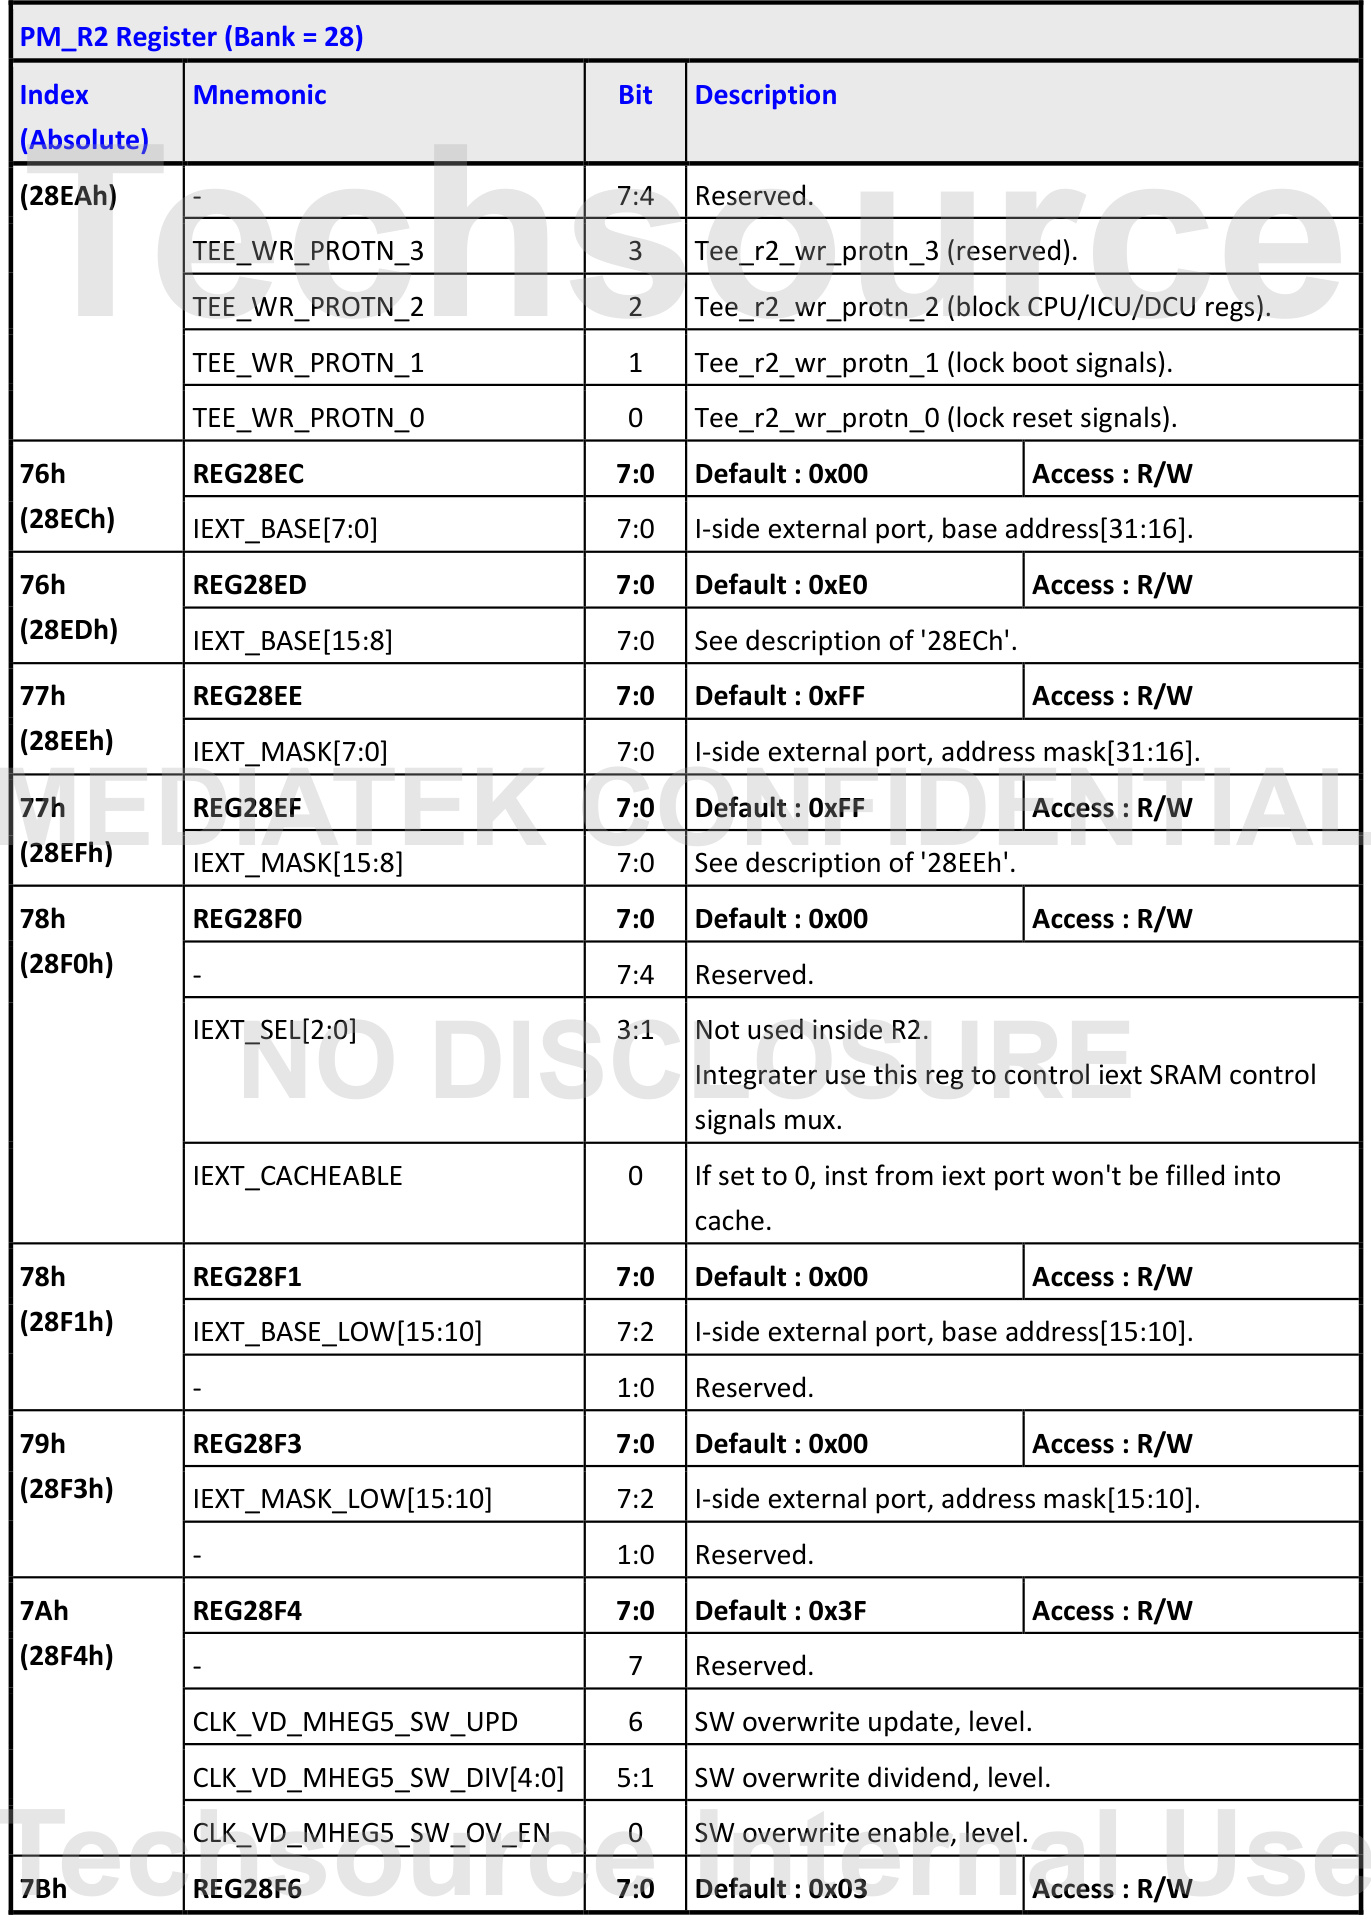 PM_R2 Register (Bank = 28)
Index (Absolute) Mnemonic Bit Description
(28EAh) - 7:4 Reserved.
TEE_WR_PROTN_3 3 Tee_r2_wr_protn_3 (reserved).
TEE_WR_PROTN_2 2 Tee_r2_wr_protn_2 (block CPU/ICU/DCU regs).
TEE_WR_PROTN_1 1 Tee_r2_wr_protn_1 (lock boot signals).
TEE_WR_PROTN_0 0 Tee_r2_wr_protn_0 (lock reset signals).
76h REG28EC 7:0 Default : 0x00 Access : R/W
(28ECh) IEXT_BASE[7:0] 7:0 I-side external port, base address[31:16].
76h REG28ED 7:0 Default : 0xE0 Access : R/W
(28EDh) IEXT_BASE[15:8] 7:0 See description of '28ECh'.
77h REG28EE 7:0 Default : 0xFF Access : R/W
(28EEh) IEXT_MASK[7:0] 7:0 I-side external port, address mask[31:16].
77h REG28EF 7:0 Default : 0xFF Access : R/W
(28EFh) IEXT_MASK[15:8] 7:0 See description of '28EEh'.
78h REG28F0 7:0 Default : 0x00 Access : R/W
(28F0h) - 7:4 Reserved.
IEXT_SEL[2:0] 3:1 Not used inside R2.
Integrater use this reg to control iext SRAM control
signals mux.
IEXT_CACHEABLE 0 If set to 0, inst from iext port won't be filled into
cache.
78h REG28F1 7:0 Default : 0x00 Access : R/W
(28F1h) IEXT_BASE_LOW[15:10] 7:2 I-side external port, base address[15:10].
- 1:0 Reserved.
79h REG28F3 7:0 Default : 0x00 Access : R/W
(28F3h) IEXT_MASK_LOW[15:10] 7:2 I-side external port, address mask[15:10].
- 1:0 Reserved.
7Ah REG28F4 7:0 Default : 0x3F Access : R/W
(28F4h) - 7 Reserved.
CLK_VD_MHEG5_SW_UPD 6 SW overwrite update, level.
CLK_VD_MHEG5_SW_DIV[4:0] 5:1 SW overwrite dividend, level.
CLK_VD_MHEG5_SW_OV_EN 0 SW overwrite enable, level.
7Bh REG28F6 7:0 Default : 0x03 Access : R/W
Techsource
MEDIATEK CONFIDENTIAL
NO DISCLOSURE
Techsource Internal Use